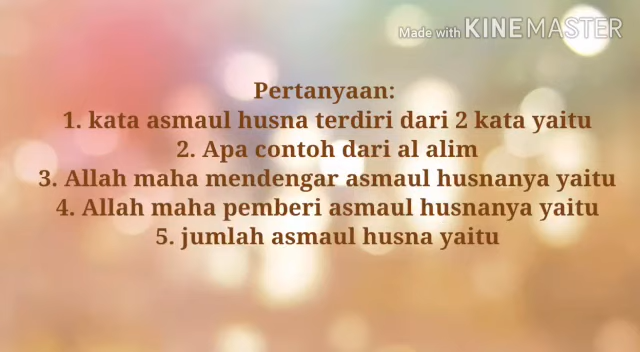 Made with KINEMASTER
Pertanyaan:
1. kata asmaul husna terdiri dari 2 kata yaitu
2. Apa contoh dari al alim
3. Allah maha mendengar asmaul husnanya yaitu
4. Allah maha pemberi asmaul husnanya yaitu
5. jumlah asmaul husna yaitu